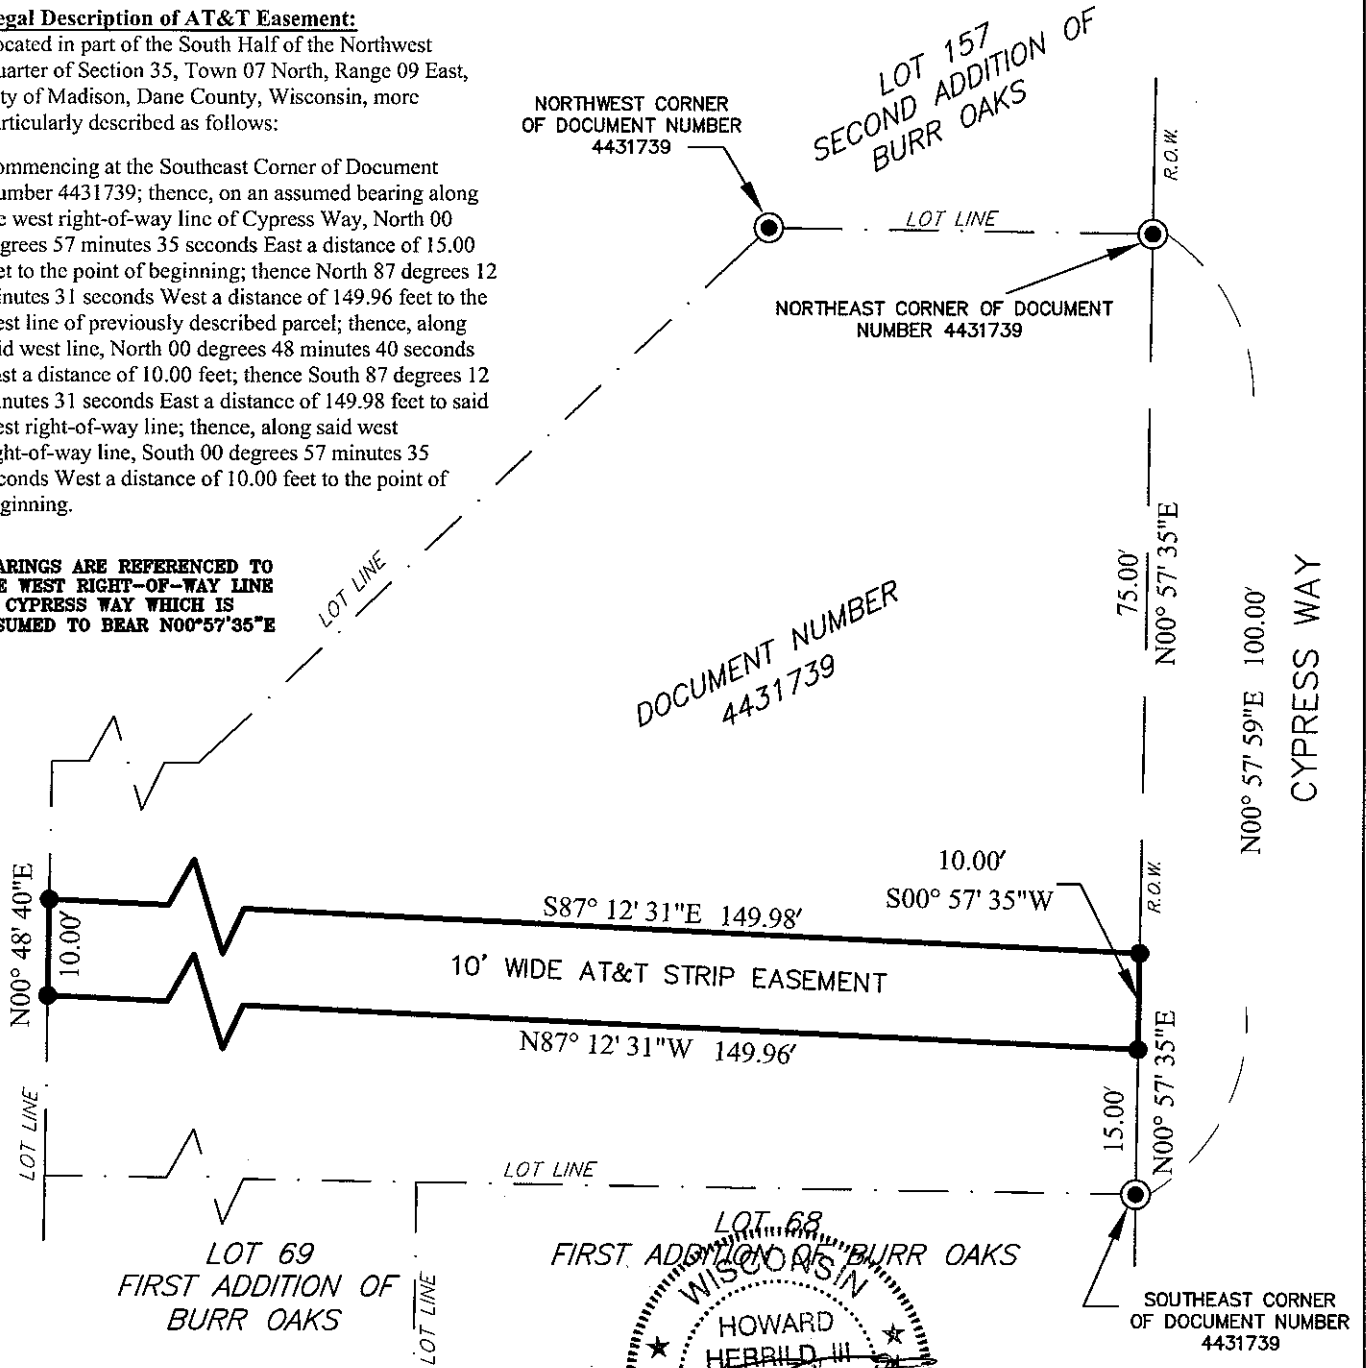 egal Description of AT&T Easement:
ocated in part of the South Half of the Northwest
uarter of Section 35, Town 07 North, Range 09 East,
ity of Madison, Dane County, Wisconsin, more
articularly described as follows:
ommencing at the Southeast Corner of Document
umber 4431739; thence, on an assumed bearing along
e west right-of-way line of Cypress Way, North 00
egrees 57 minutes 35 seconds East a distance of 15.00
et to the point of beginning; thence North 87 degrees 12
inutes 31 seconds West a distance of 149.96 feet to the
est line of previously described parcel; thence, along
id west line, North 00 degrees 48 minutes 40 seconds
ast a distance of 10.00 feet; thence South 87 degrees 12
inutes 31 seconds East a distance of 149.98 feet to said
est right-of-way line; thence, along said west
ght-of-way line, South 00 degrees 57 minutes 35
econds West a distance of 10.00 feet to the point of
ginning.
ARINGS ARE REFERENCED TO
E WEST RIGHT-OF-WAY LINE
CYPRESS WAY WHICH IS
SUMED TO BEAR N00°57'35"E
LOT 157
SECOND ADDITION OF
BURR OAKS
NORTHWEST CORNER
OF DOCUMENT NUMBER
4431739
R.O.W.
LOT LINE
NORTHEAST CORNER OF DOCUMENT
NUMBER 4431739
LOT LINE
DOCUMENT NUMBER
4431739
75.00'
N00° 57' 35"E
N00° 57' 59"E 100.00'
CYPRESS WAY
N00° 48' 40"E
10.00'
S87° 12' 31"E 149.98'
10.00'
S00° 57' 35"W
R.O.W.
10' WIDE AT&T STRIP EASEMENT
N87° 12' 31"W 149.96'
15.00'
N00° 57' 35"E
LOT LINE
LOT LINE
LOT 69
FIRST ADDITION OF
BURR OAKS
LOT LINE
LOT 68
FIRST ADDITION OF BURR OAKS
WISCONSIN
HOWARD
HERRILD III
SOUTHEAST CORNER
OF DOCUMENT NUMBER
4431739